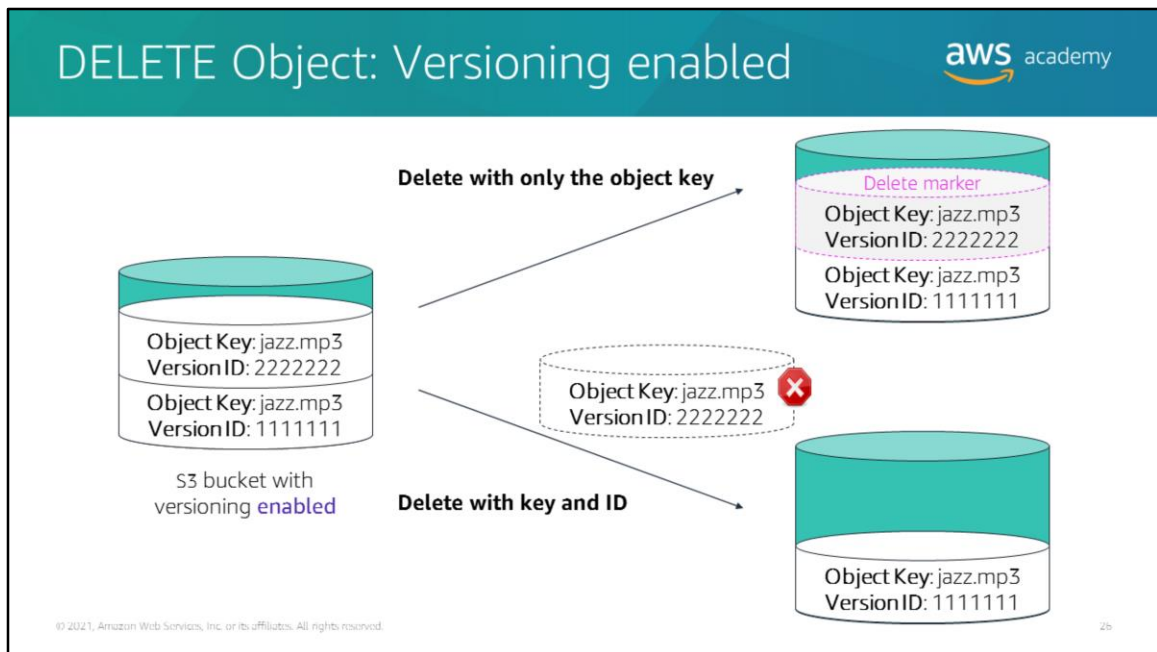 DELETE Object: Versioning enabled
aws academy
Delete with only the object key
Delete marker
Object Key: jazz.mp3
Version ID: 2222222
Object Key: jazz.mp3
Version ID: 1111111
Object Key: jazz.mp3
Version ID: 2222222
Object Key: jazz.mp3
Version ID: 1111111
S3 bucket with
versioning enabled
Object Key: jazz.mp3
Version ID: 2222222
Delete with key and ID
Object Key: jazz.mp3
Version ID: 1111111
© 2021, Amazon Web Services, Inc. or its affiliates. All rights reserved.
26